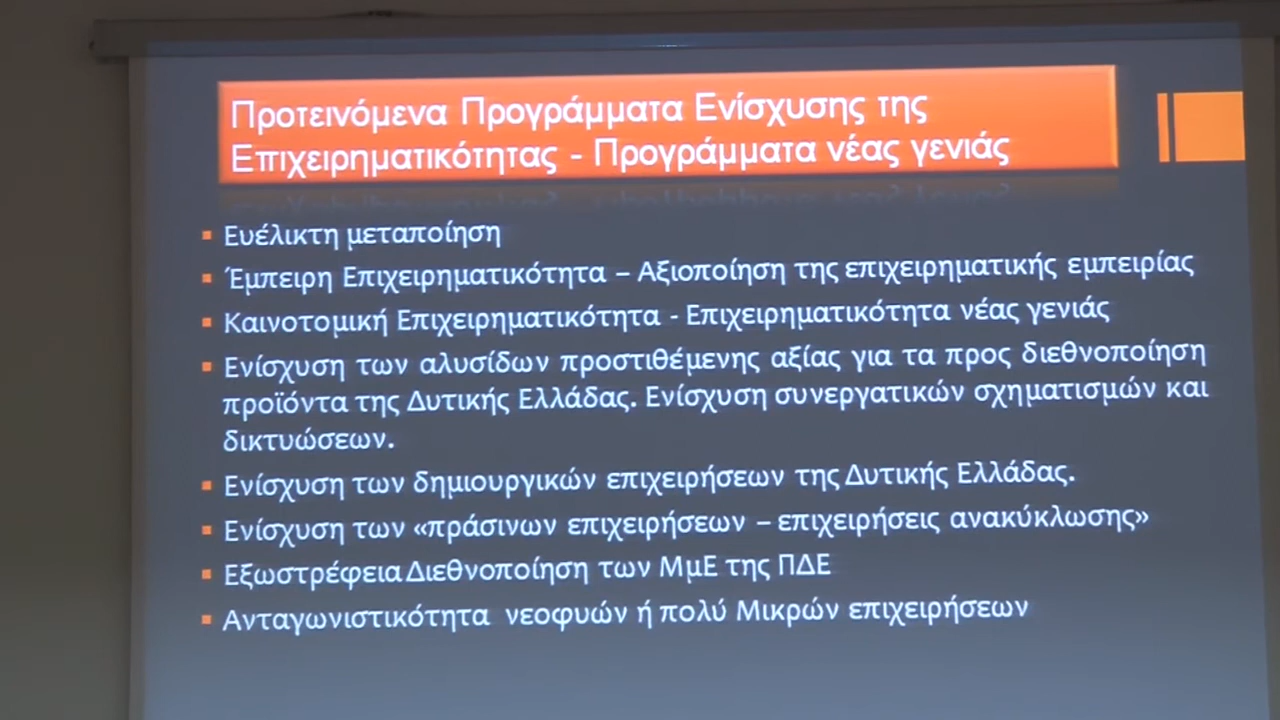 Προτεινόμενα Προγράμματα Ενίσχυσης της
Επιχειρηματικότητας - Προγράμματα νέας γενιάς
Ευέλικτη μεταποίηση
Έμπειρη Επιχειρηματικότητα – Αξιοποίηση της επιχειρηματικής εμπειρίας
Καινοτομική Επιχειρηματικότητα - Επιχειρηματικότητα νέας γενιάς
Ενίσχυση των αλυσίδων προστιθέμενης αξίας για τα προς διεθνοποίηση
προϊόντα της Δυτικής Ελλάδας. Ενίσχυση συνεργατικών σχηματισμών και
δικτυώσεων.
Ενίσχυση των δημιουργικών επιχειρήσεων της Δυτικής Ελλάδας.
Ενίσχυση των «πράσινων επιχειρήσεων – επιχειρήσεις ανακύκλωσης»
Εξωστρέφεια Διεθνοποίηση των ΜμΕ της ΠΔΕ
Ανταγωνιστικότητα νεοφυών ή πολύ Μικρών επιχειρήσεων